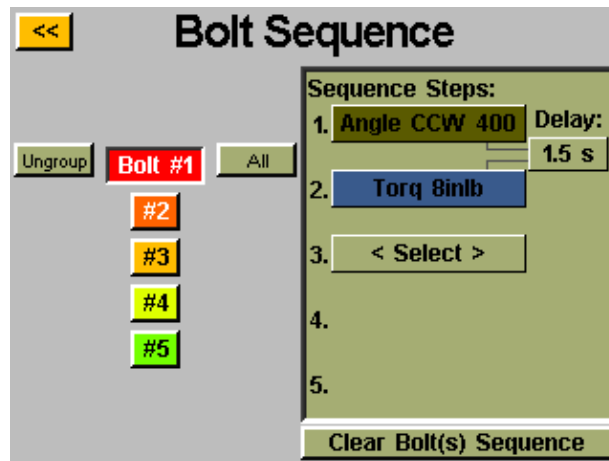 << Bolt Sequence
Sequence Steps:
1. Angle CCW 400 Delay:
1.5 s
Ungroup Bolt #1 All
2. Torq 8inlb
#2
#3
3. < Select >
#4
4.
#5
5.
Clear Bolt(s) Sequence